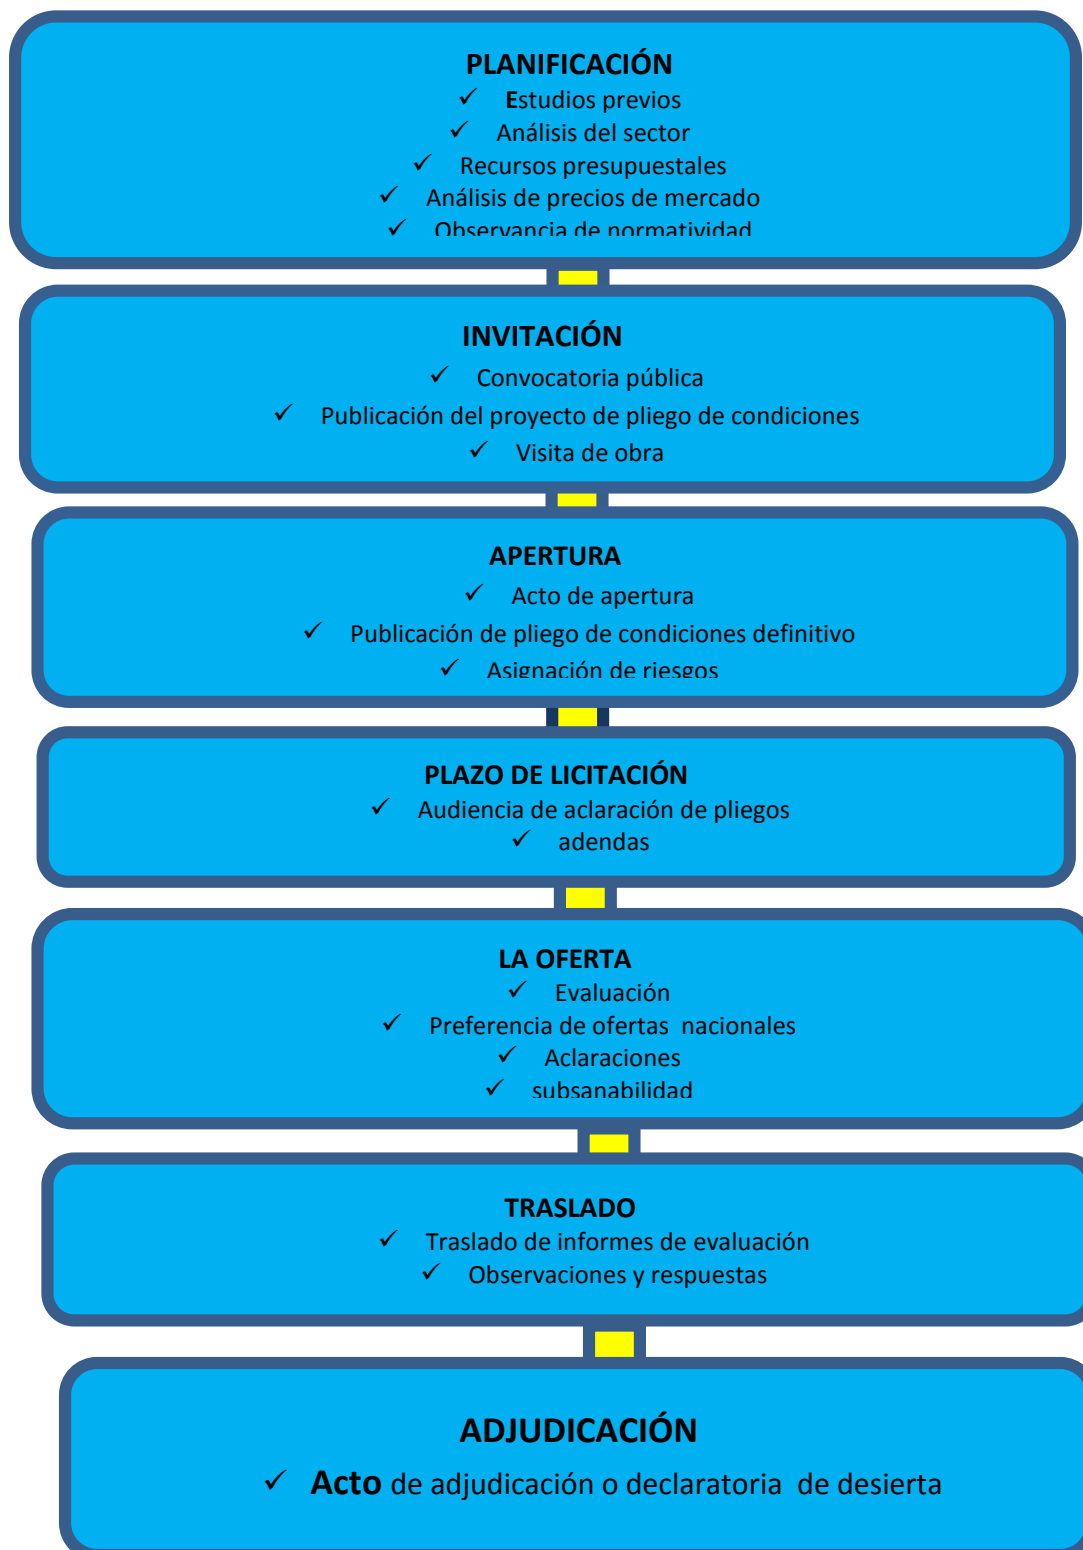 PLANIFICACIÓN
✓ Estudios previos
✓ Análisis del sector
✓ Recursos presupuestales
✓ Análisis de precios de mercado
✓ Observancia de normatividad
INVITACIÓN
✓ Convocatoria pública
✓ Publicación del proyecto de pliego de condiciones
✓ Visita de obra
APERTURA
✓ Acto de apertura
✓ Publicación de pliego de condiciones definitivo
✓ Asignación de riesgos
PLAZO DE LICITACIÓN
✓ Audiencia de aclaración de pliegos
✓ adendas
LA OFERTA
✓ Evaluación
✓ Preferencia de ofertas nacionales
✓ Aclaraciones
✓ subsanabilidad
TRASLADO
✓ Traslado de informes de evaluación
✓ Observaciones y respuestas
ADJUDICACIÓN
✓ Acto de adjudicación o declaratoria de desierta